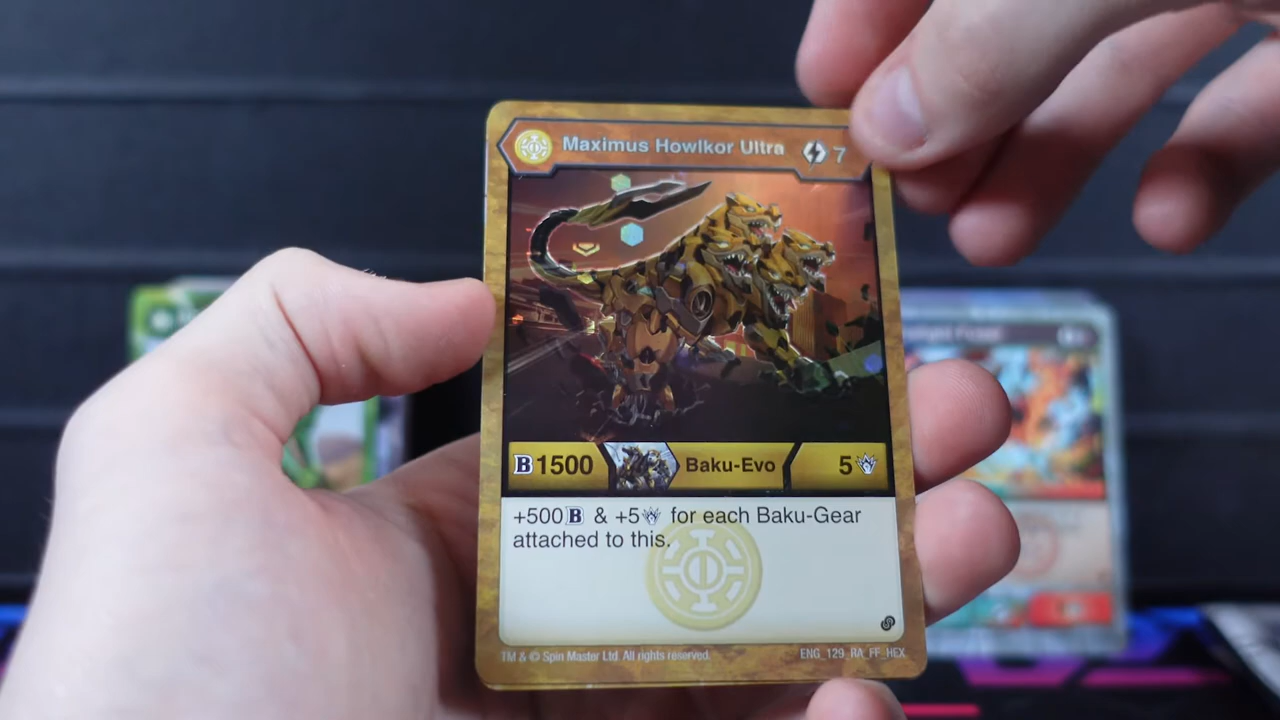 Maximus Howlkor Ultra 7
B 1500 Baku-Evo 5
+500B & +5 for each Baku-Gear
attached to this.
TM & © Spin Master Ltd. All rights reserved. ENG_129_RA_FF_HEX